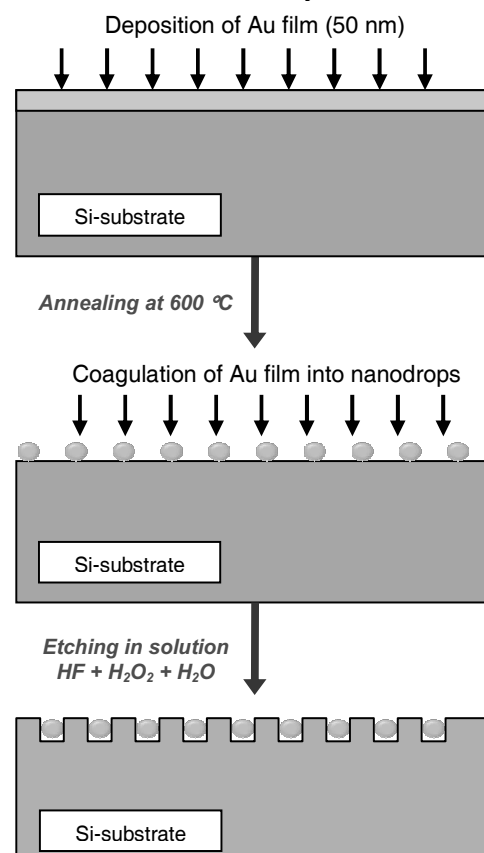 Deposition of Au film (50 nm)
Si-substrate
Annealing at 600 °C
Coagulation of Au film into nanodrops
Si-substrate
Etching in solution
HF + H₂O₂ + H₂O
Si-substrate